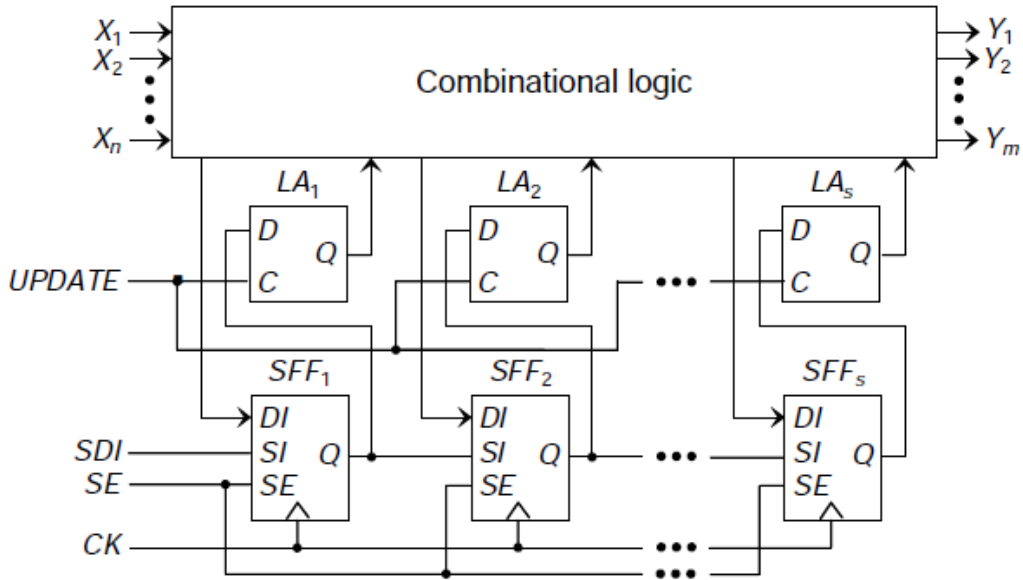 X1 Y1
X2 Combinational logic Y2
Xn Ym
LA1 LA2 LAs
D D D
Q Q Q
UPDATE C C C
SFF1 SFF2 SFFs
DI DI DI
SDI SI Q SI Q SI Q
SE SE SE SE
CK